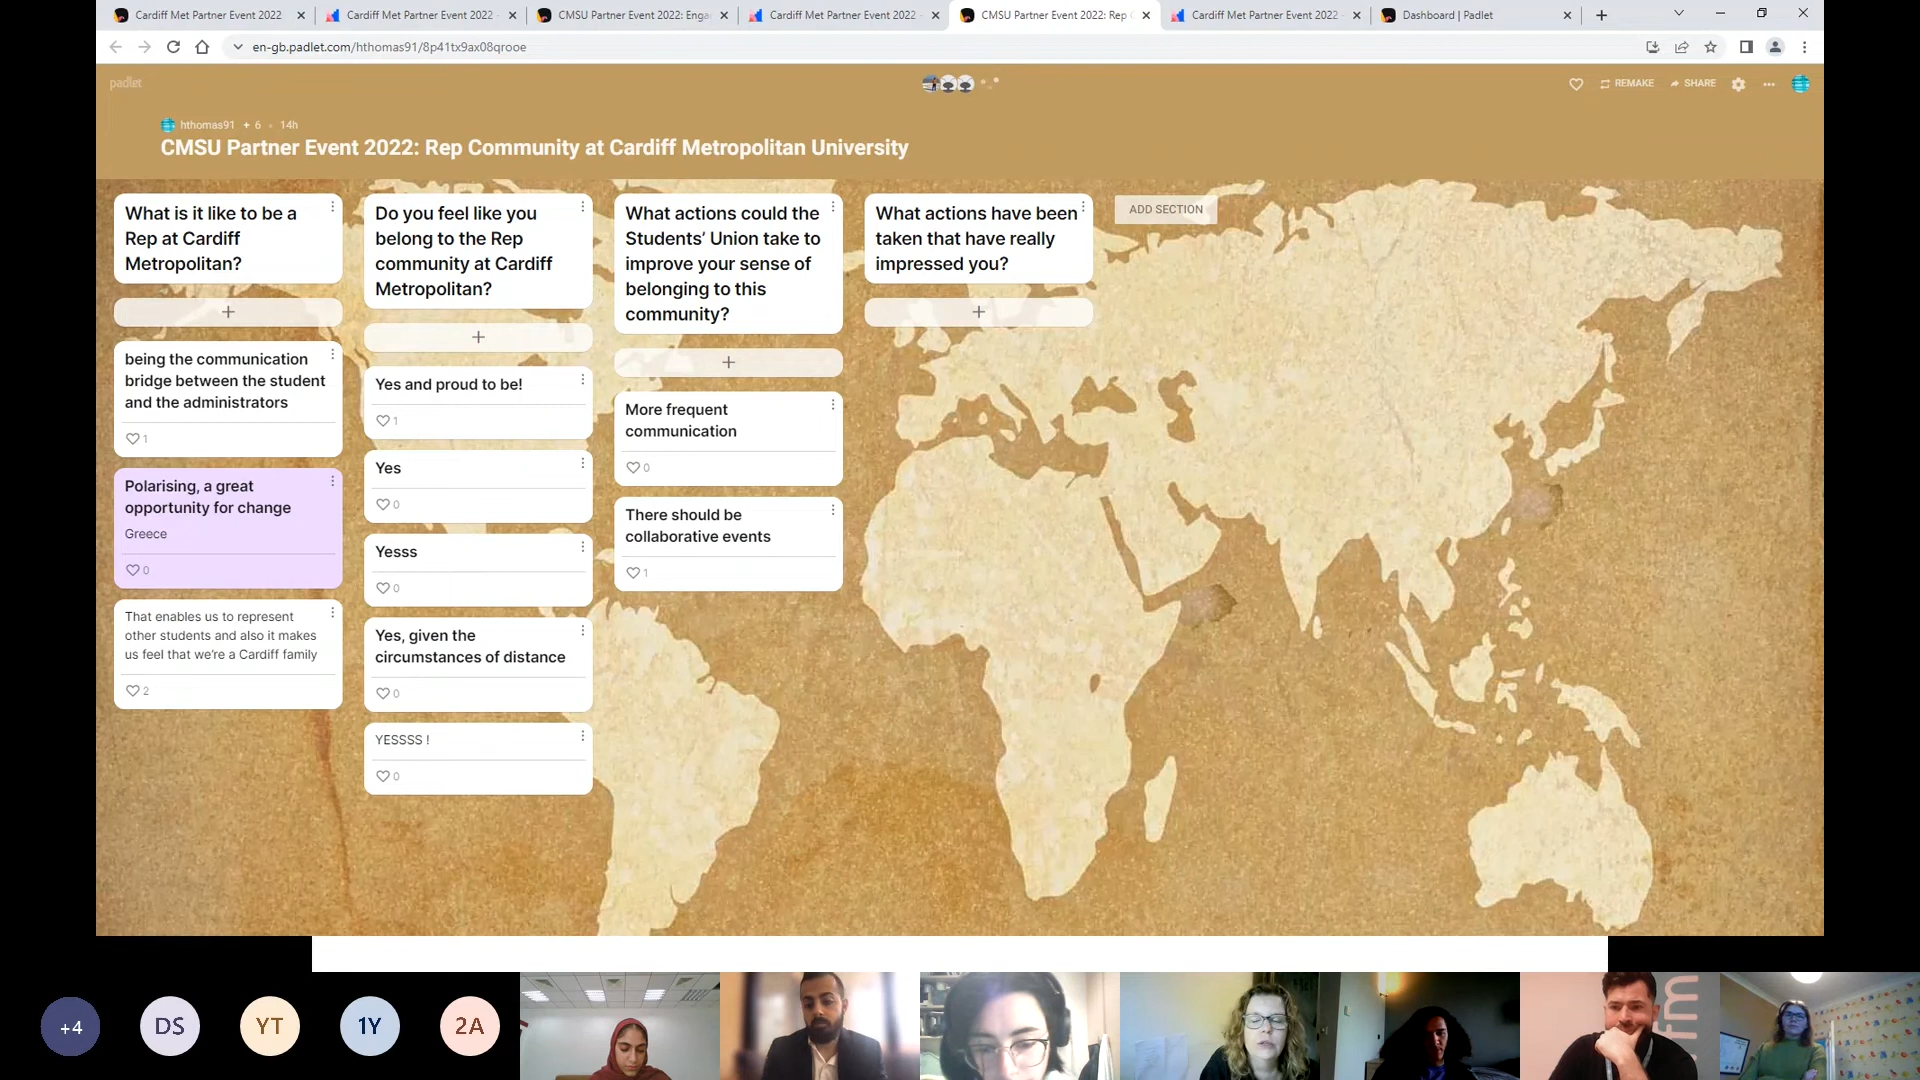 Cardiff Met Partner Event 2022
Cardiff Met Partner Event 2022 -
CMSU Partner Event 2022: Enga
Cardiff Met Partner Event 2022 -
CMSU Partner Event 2022: Rep C
Cardiff Met Partner Event 2022
Dashboard | Padlet
en-gb.padlet.com/hthomas91/8p41tx9ax08qrooe
padlet
REMAKE
SHARE
hthomas91 + 6 • 14h
CMSU Partner Event 2022: Rep Community at Cardiff Metropolitan University
What is it like to be a
Rep at Cardiff
Metropolitan?
+
being the communication
bridge between the student
and the administrators
1
Polarising, a great
opportunity for change
Greece
0
That enables us to represent
other students and also it makes
us feel that we're a Cardiff family
2
Do you feel like you
belong to the Rep
community at Cardiff
Metropolitan?
+
Yes and proud to be!
1
Yes
0
Yesss
0
Yes, given the
circumstances of distance
0
YESSSS !
0
What actions could the
Students' Union take to
improve your sense of
belonging to this
community?
+
More frequent
communication
0
There should be
collaborative events
1
What actions have been
taken that have really
impressed you?
+
ADD SECTION
+4
DS
YT
1Y
2A
fm